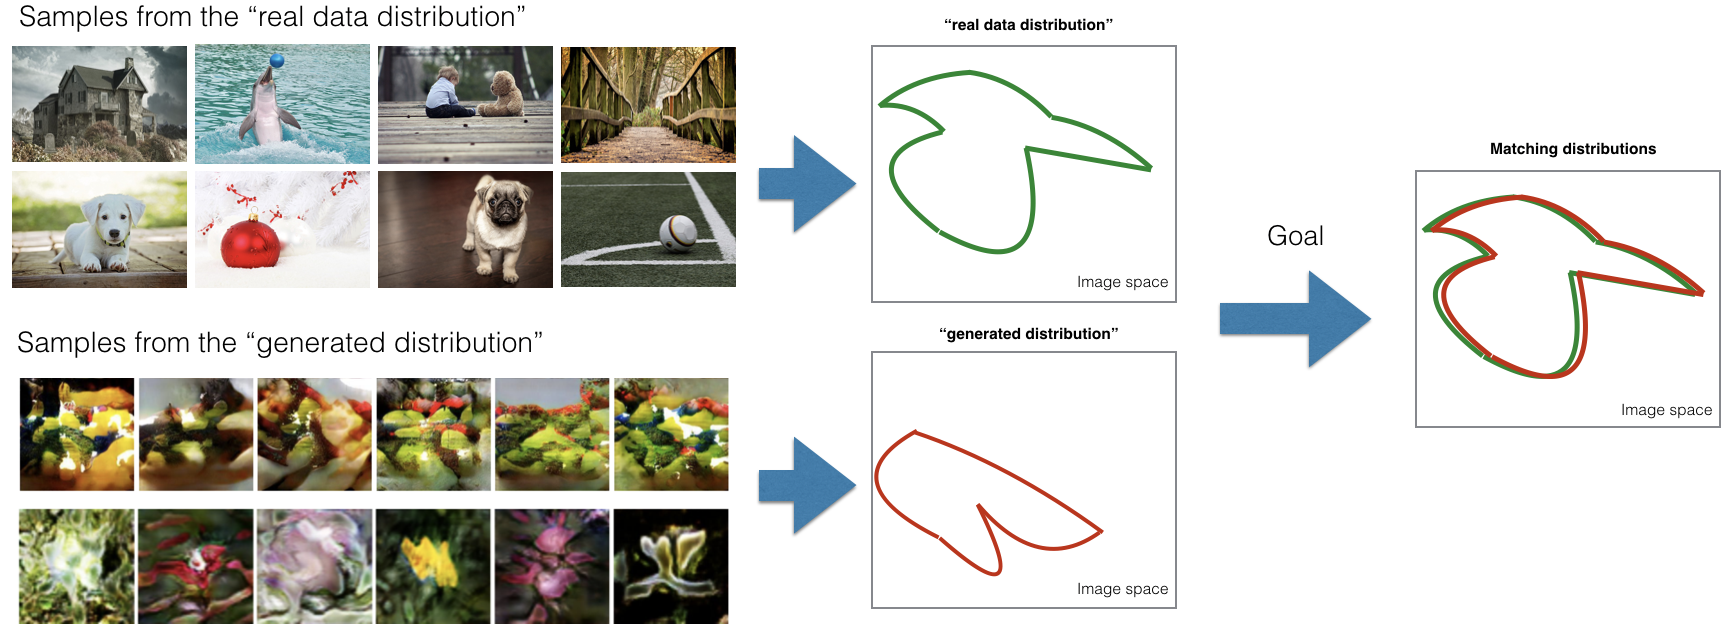 Samples from the “real data distribution”
“real data distribution”
Image space
Samples from the “generated distribution”
“generated distribution”
Image space
Goal
Matching distributions
Image space